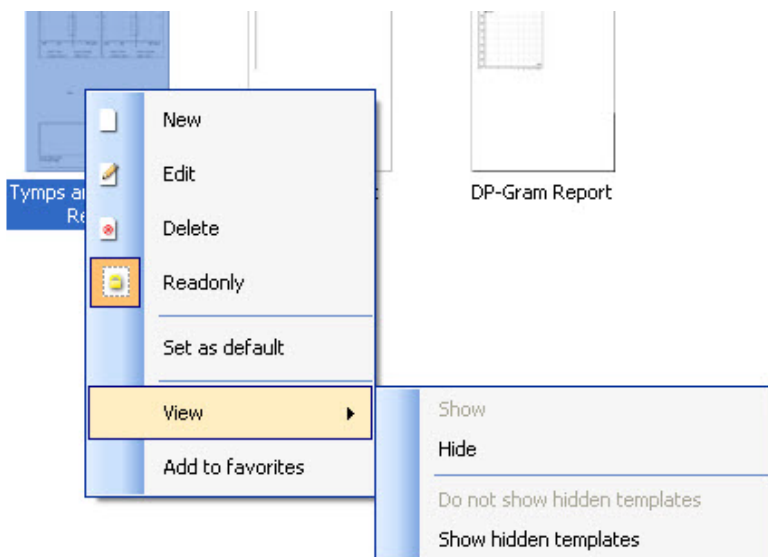 New
Edit
Tymps a
Re
DP-Gram Report
Delete
Readonly
Set as default
View
Show
Hide
Add to favorites
Do not show hidden templates
Show hidden templates